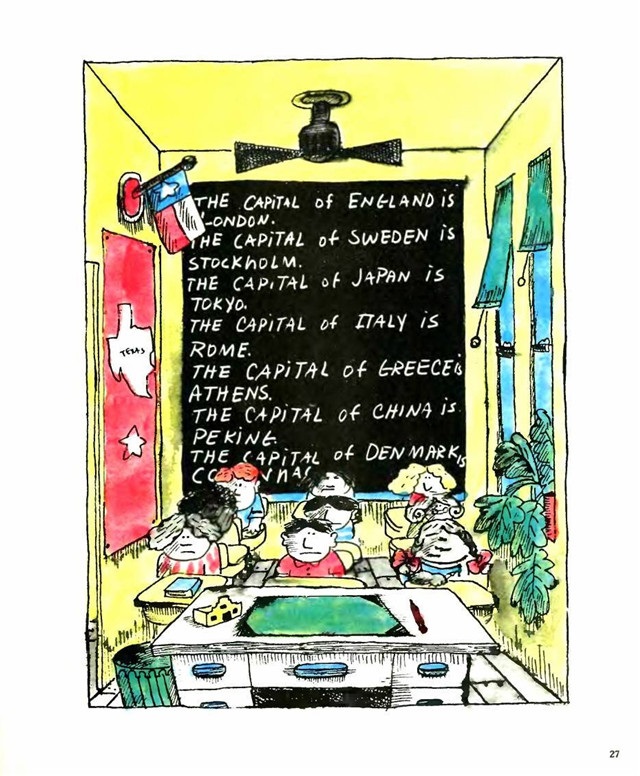 THE CAPITAL of ENGLAND is
LONDON.
THE CAPITAL of SWEDEN is
STOCKHOLM.
THE CAPITAL of JAPAN is
TOKYO.
THE CAPITAL of ITALY is
ROME.
THE CAPITAL of GREECE is
ATHENS.
THE CAPITAL of CHINA is
PEKING.
THE CAPITAL of DENMARK is
TEXAS
27